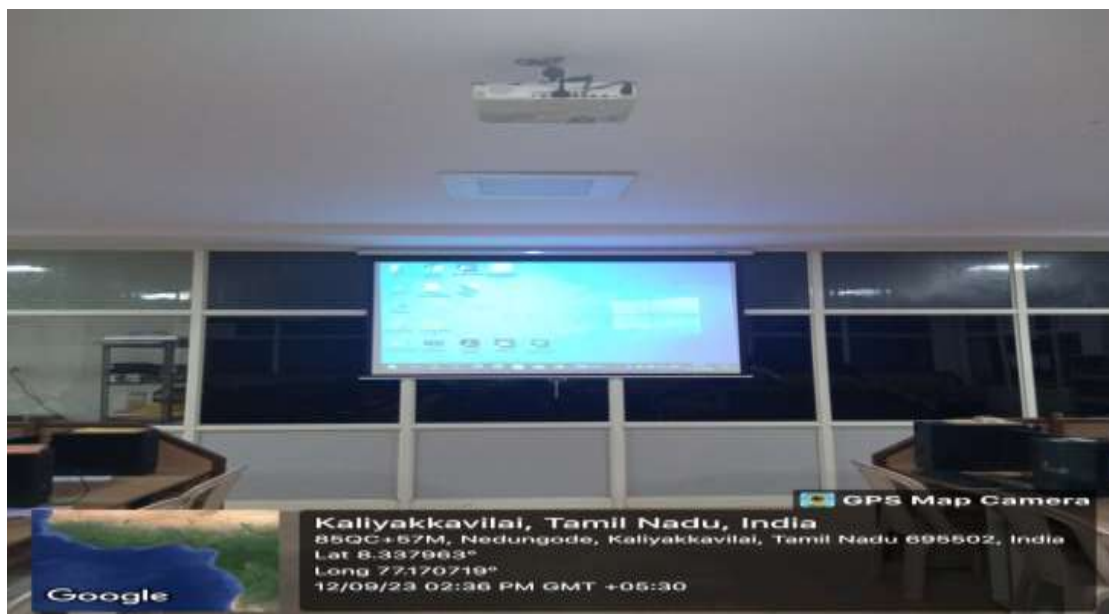 GPS Map Camera
Kaliyakkavilai, Tamil Nadu, India
85QC+57M, Nedungode, Kaliyakkavilai, Tamil Nadu 695502, India
Lat 8.337963°
Long 77.170719°
12/09/23 02:36 PM GMT +05:30
Google